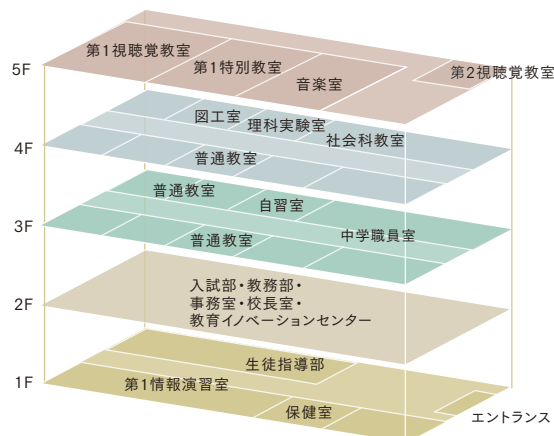 第1視聴覚教室
第2視聴覚教室
5F
第1特別教室
音楽室
図工室
理科実験室
社会科教室
4F
普通教室
普通教室
自習室
中学職員室
3F
普通教室
入試部・教務部・
事務室・校長室・
教育イノベーションセンター
2F
生徒指導部
1F
第1情報演習室
保健室
エントランス